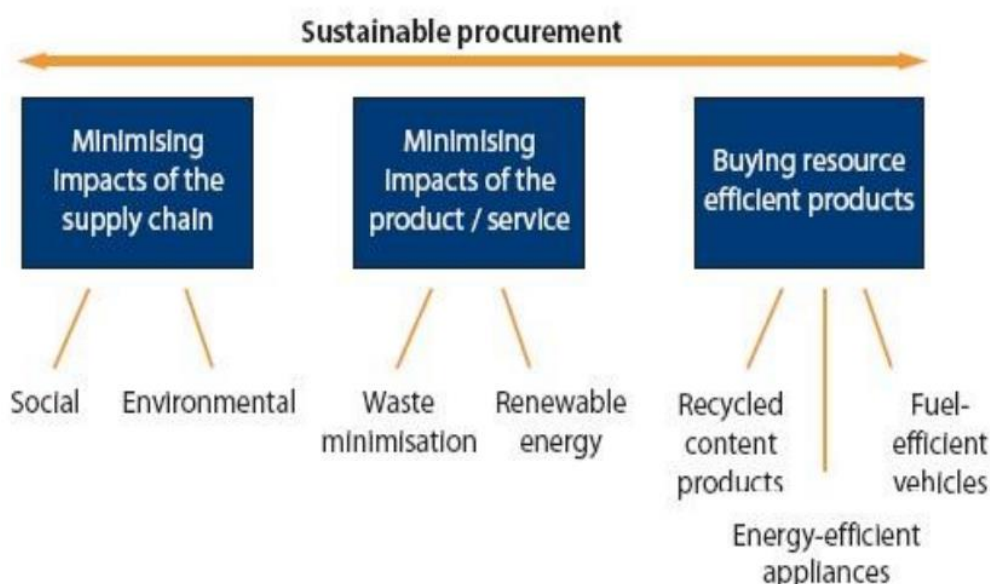 Sustainable procurement
Minimising
impacts of the
supply chain
Minimising
impacts of the
product / service
Buying resource
efficient products
Social
Environmental
Waste
minimisation
Renewable
energy
Recycled
content
products
Energy-efficient
appliances
Fuel-
efficient
vehicles